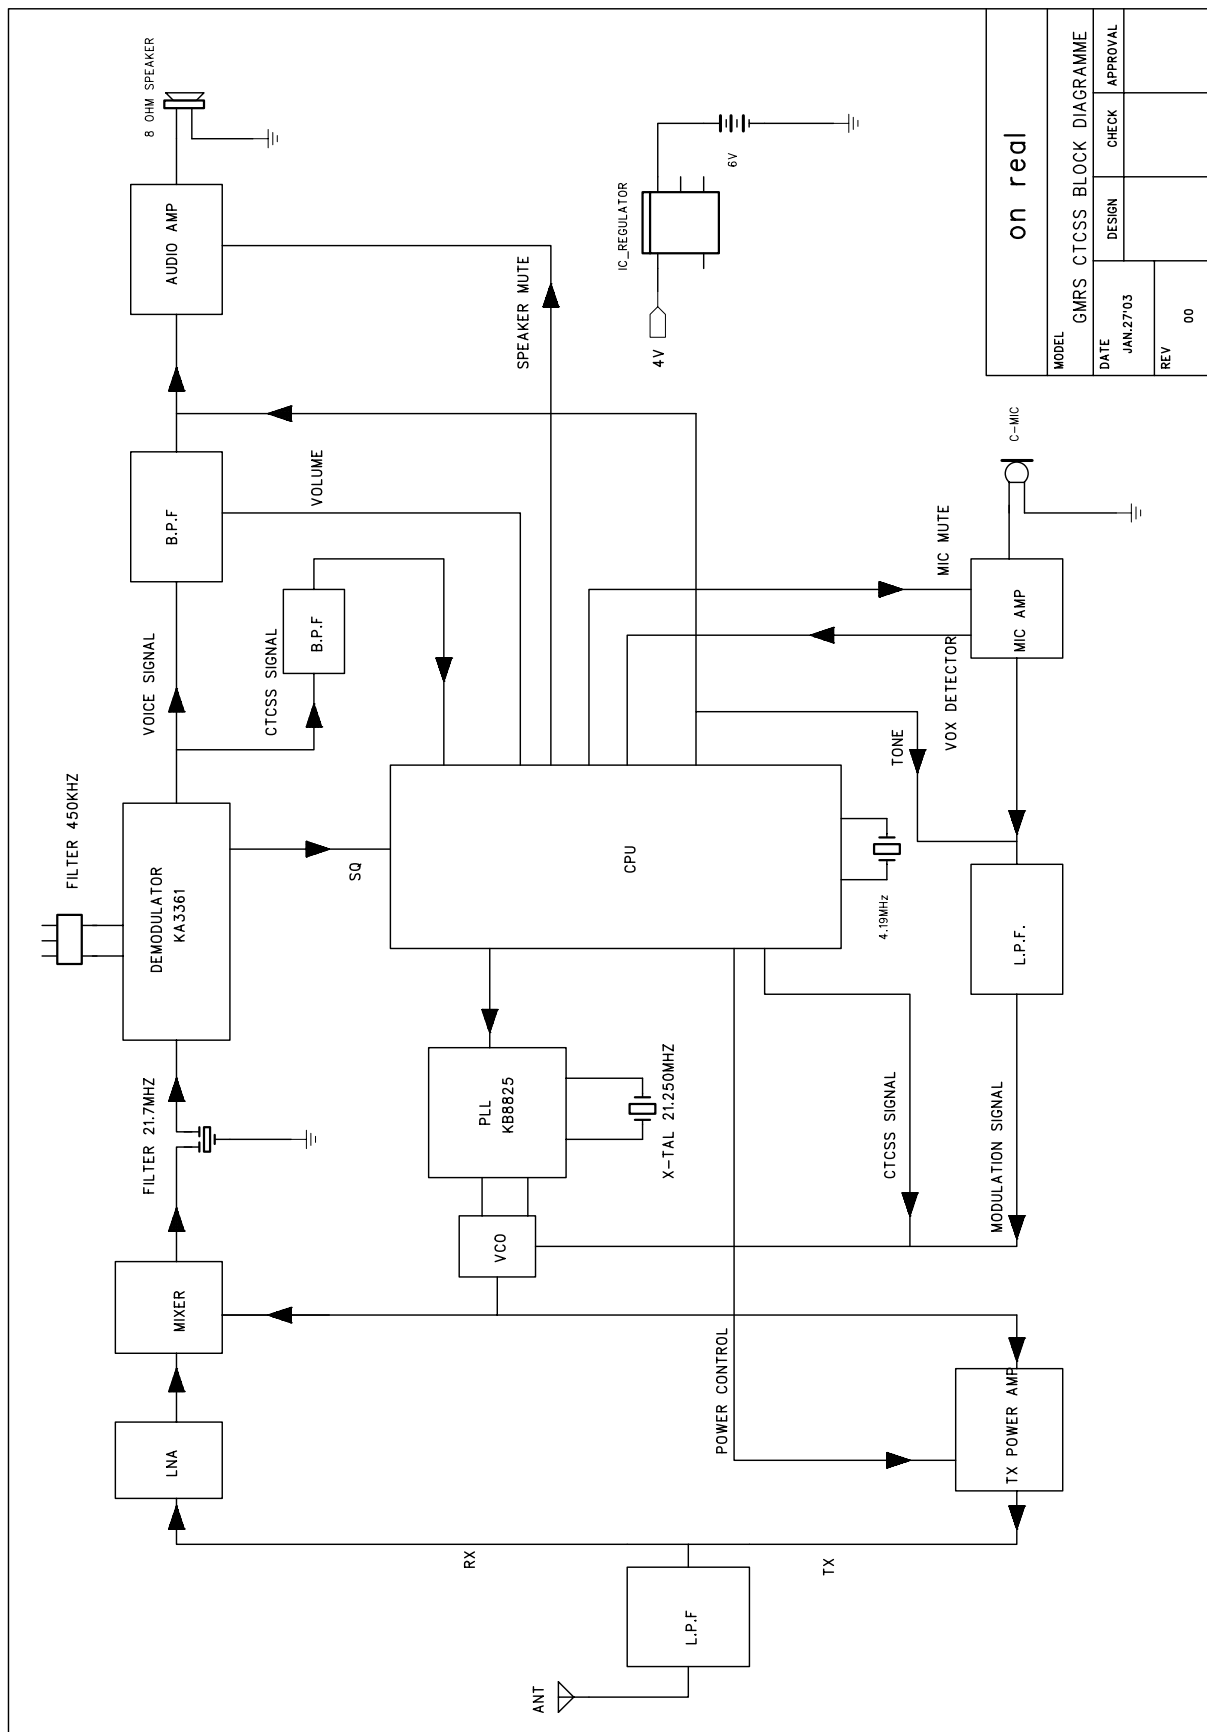 FILTER 450KHZ
8 OHM SPEAKER
LNA
MIXER
FILTER 21.7MHZ
DEMODULATOR
KA3361
VOICE SIGNAL
B.P.F
AUDIO AMP
CTCSS SIGNAL
B.P.F
VOLUME
SPEAKER MUTE
RX
SQ
VCO
PLL
KB8825
X-TAL 21.250MHZ
CPU
4.19MHz
IC_REGULATOR
4V
6V
ANT
L.P.F
TX
POWER CONTROL
CTCSS SIGNAL
TONE
VOX DETECTOR
MIC MUTE
MODULATION SIGNAL
TX POWER AMP
L.P.F.
MIC AMP
C-MIC
on real
MODEL
GMRS CTCSS BLOCK DIAGRAMME
DATE
JAN.27'03
DESIGN
CHECK
APPROVAL
REV
00